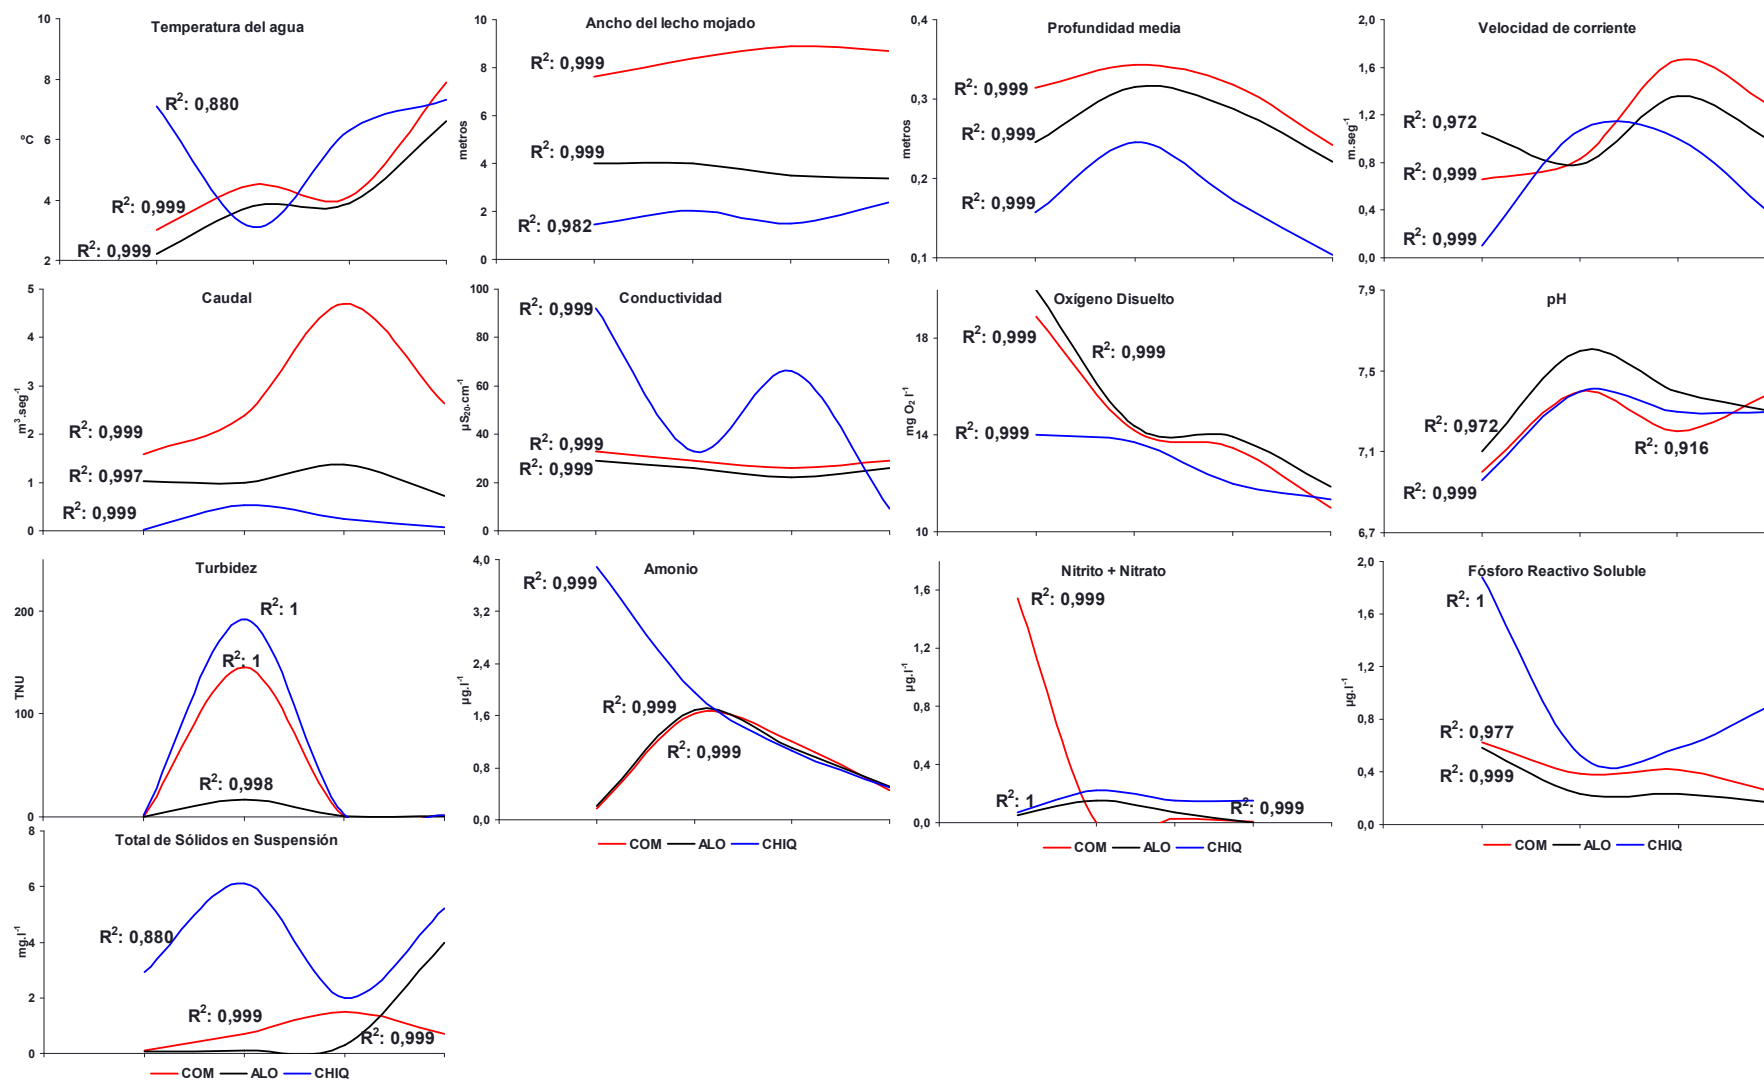 Temperatura del agua
10
8
6
4
2
ºC
R²: 0,880
R²: 0,999
R²: 0,999
Ancho del lecho mojado
10
8
6
4
2
0
metros
R²: 0,999
R²: 0,999
R²: 0,982
Profundidad media
0,4
0,3
0,2
0,1
metros
R²: 0,999
R²: 0,999
R²: 0,999
Velocidad de corriente
2,0
1,6
1,2
0,8
0,4
0,0
m.seg⁻¹
R²: 0,972
R²: 0,999
R²: 0,999
Caudal
5
4
3
2
1
0
m³.seg⁻¹
R²: 0,999
R²: 0,997
R²: 0,999
Conductividad
100
80
60
40
20
0
µS₂₀.cm⁻¹
R²: 0,999
R²: 0,999
R²: 0,999
Oxígeno Disuelto
18
14
10
mg O₂ l⁻¹
R²: 0,999
R²: 0,999
R²: 0,999
pH
7,9
7,5
7,1
6,7
R²: 0,972
R²: 0,916
R²: 0,999
Turbidez
200
100
0
TNU
R²: 1
R²: 1
R²: 0,998
Amonio
4,0
3,2
2,4
1,6
0,8
0,0
µg.l⁻¹
R²: 0,999
R²: 0,999
R²: 0,999
COM ALO CHIQ
Nitrito + Nitrato
1,6
1,2
0,8
0,4
0,0
µg.l⁻¹
R²: 0,999
R²: 1
R²: 0,999
COM ALO CHIQ
Fósforo Reactivo Soluble
2,0
1,6
1,2
0,8
0,4
0,0
µg.l⁻¹
R²: 1
R²: 0,977
R²: 0,999
COM ALO CHIQ
Total de Sólidos en Suspensión
8
6
4
2
0
mg.l⁻¹
R²: 0,880
R²: 0,999
R²: 0,999
COM ALO CHIQ